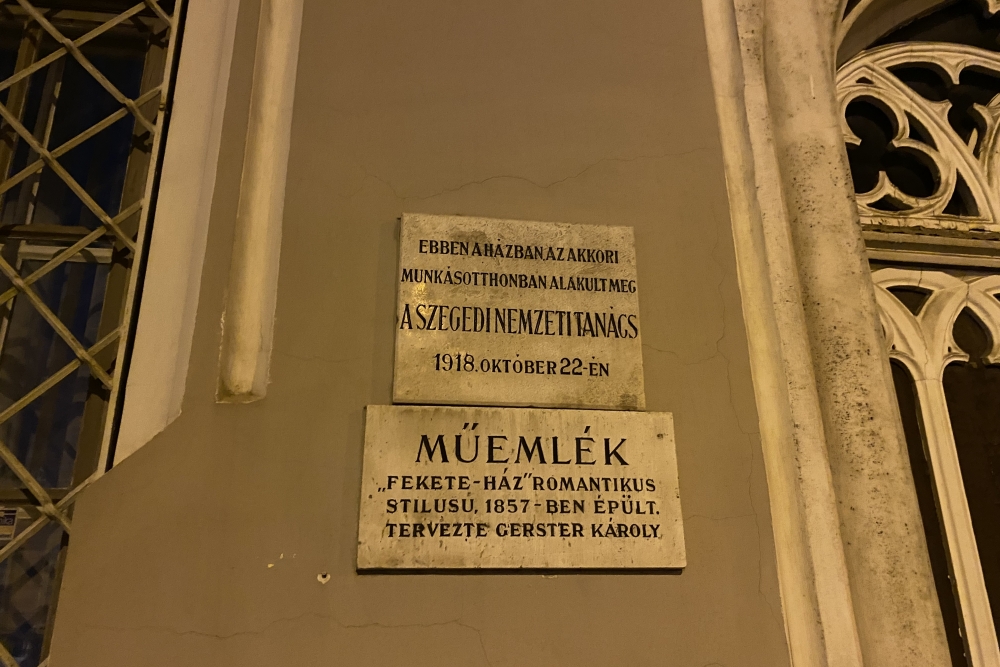 EBBEN A HÁZBAN, AZ AKKORI
MUNKÁSOTTHONBAN ALAKULT MEG
A SZEGEDI NEMZETI TANÁCS
1918. OKTÓBER 22-ÉN
MŰEMLÉK
„FEKETE-HÁZ” ROMANTIKUS
STILUSÚ, 1857-BEN ÉPÜLT.
TERVEZTE GERSTER KÁROLY